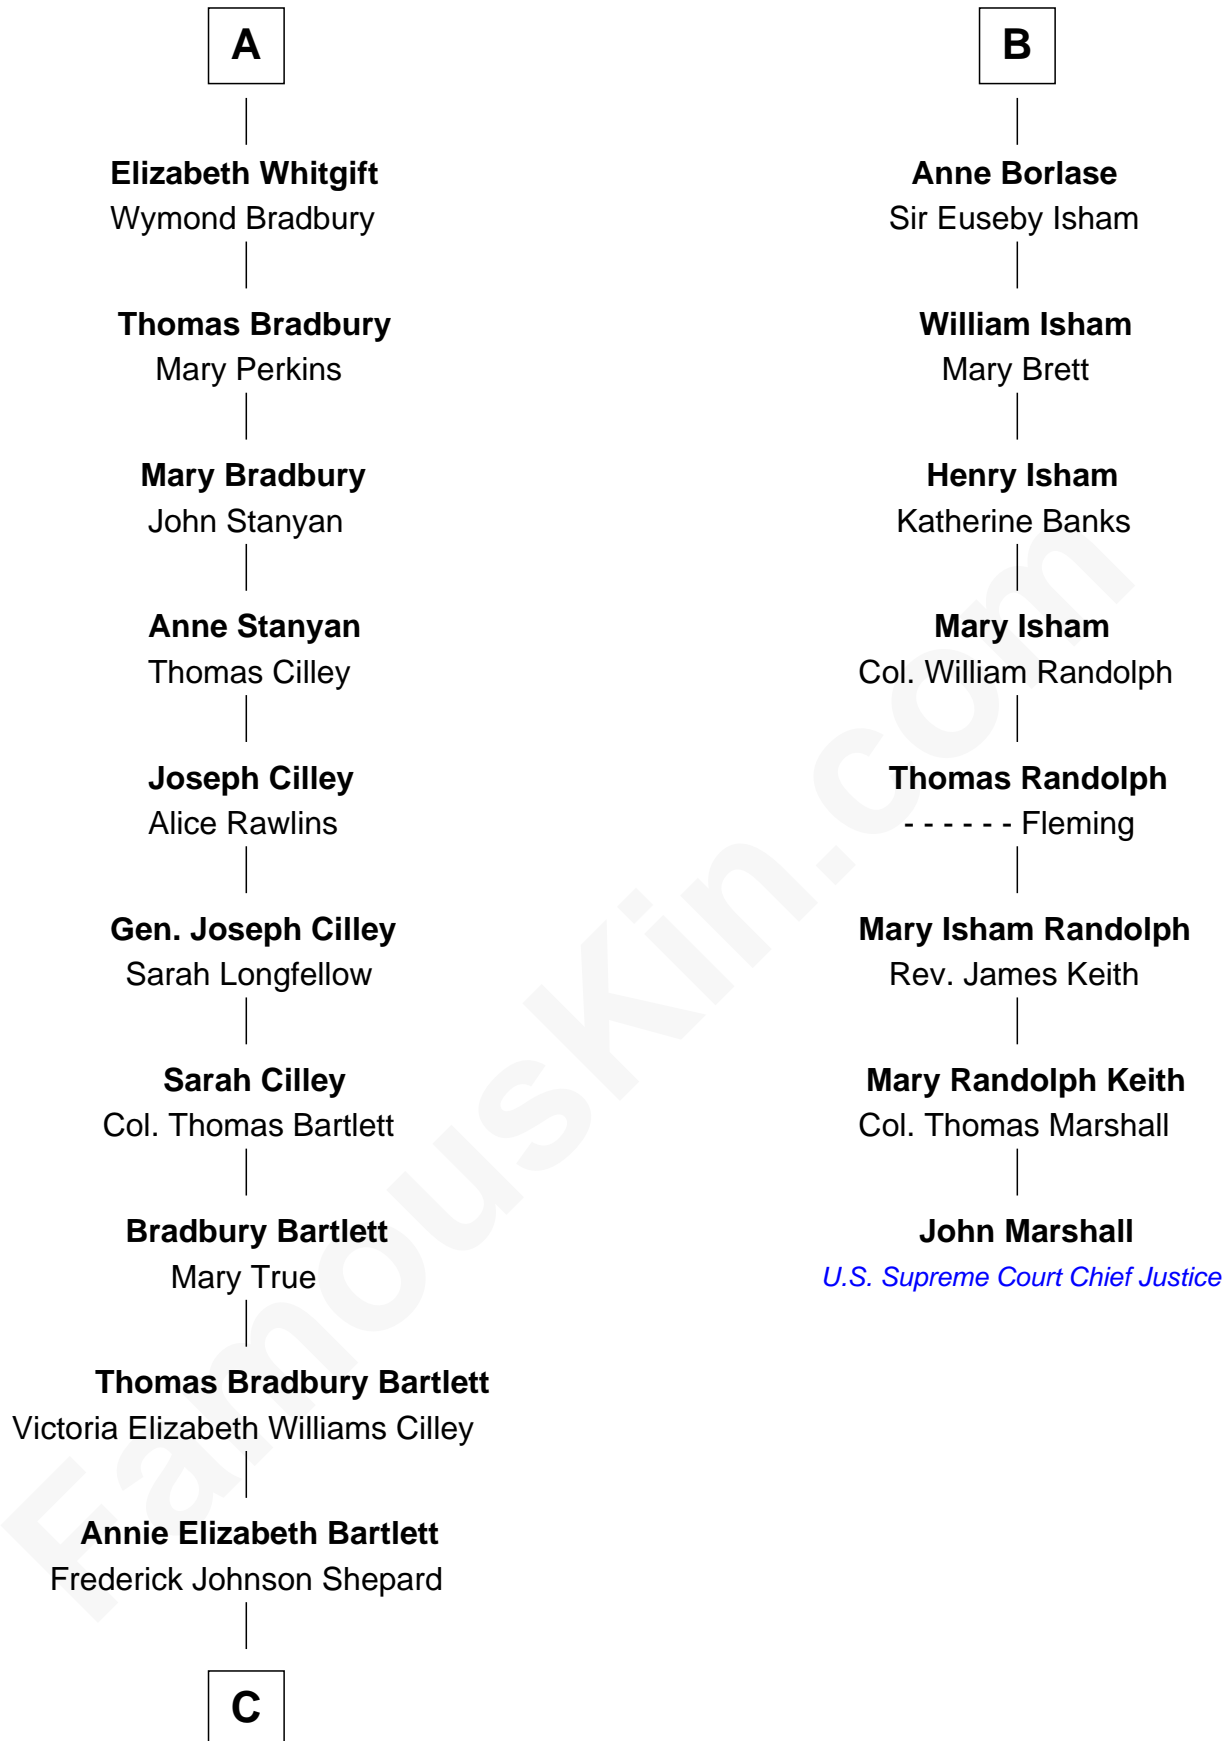 A
Elizabeth Whitgift
Wymond Bradbury
Thomas Bradbury
Mary Perkins
Mary Bradbury
John Stanyan
Anne Stanyan
Thomas Cilley
Joseph Cilley
Alice Rawlins
Gen. Joseph Cilley
Sarah Longfellow
Sarah Cilley
Col. Thomas Bartlett
Bradbury Bartlett
Mary True
Thomas Bradbury Bartlett
Victoria Elizabeth Williams Cilley
Annie Elizabeth Bartlett
Frederick Johnson Shepard
C
B
Anne Borlase
Sir Euseby Isham
William Isham
Mary Brett
Henry Isham
Katherine Banks
Mary Isham
Col. William Randolph
Thomas Randolph
- - - - - - Fleming
Mary Isham Randolph
Rev. James Keith
Mary Randolph Keith
Col. Thomas Marshall
John Marshall
U.S. Supreme Court Chief Justice
FamousKin.com